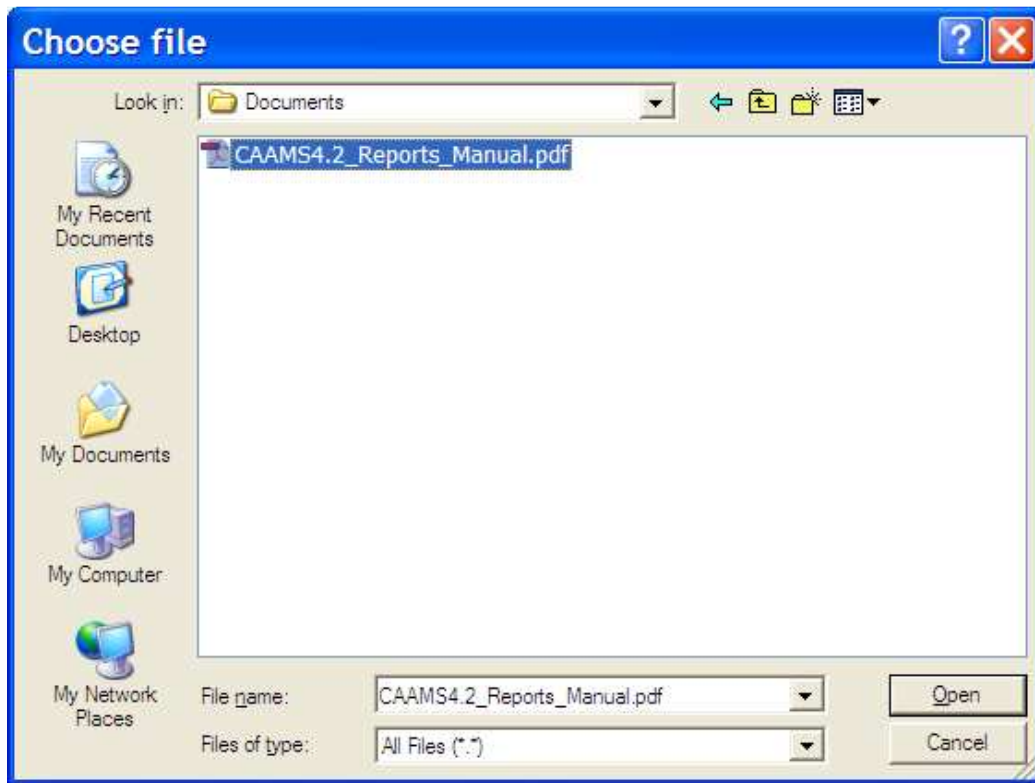 Choose file
Look in: Documents
CAAMS4.2_Reports_Manual.pdf
My Recent
Documents
Desktop
My Documents
My Computer
My Network
Places
File name: CAAMS4.2_Reports_Manual.pdf Open
Files of type: All Files (*.*) Cancel